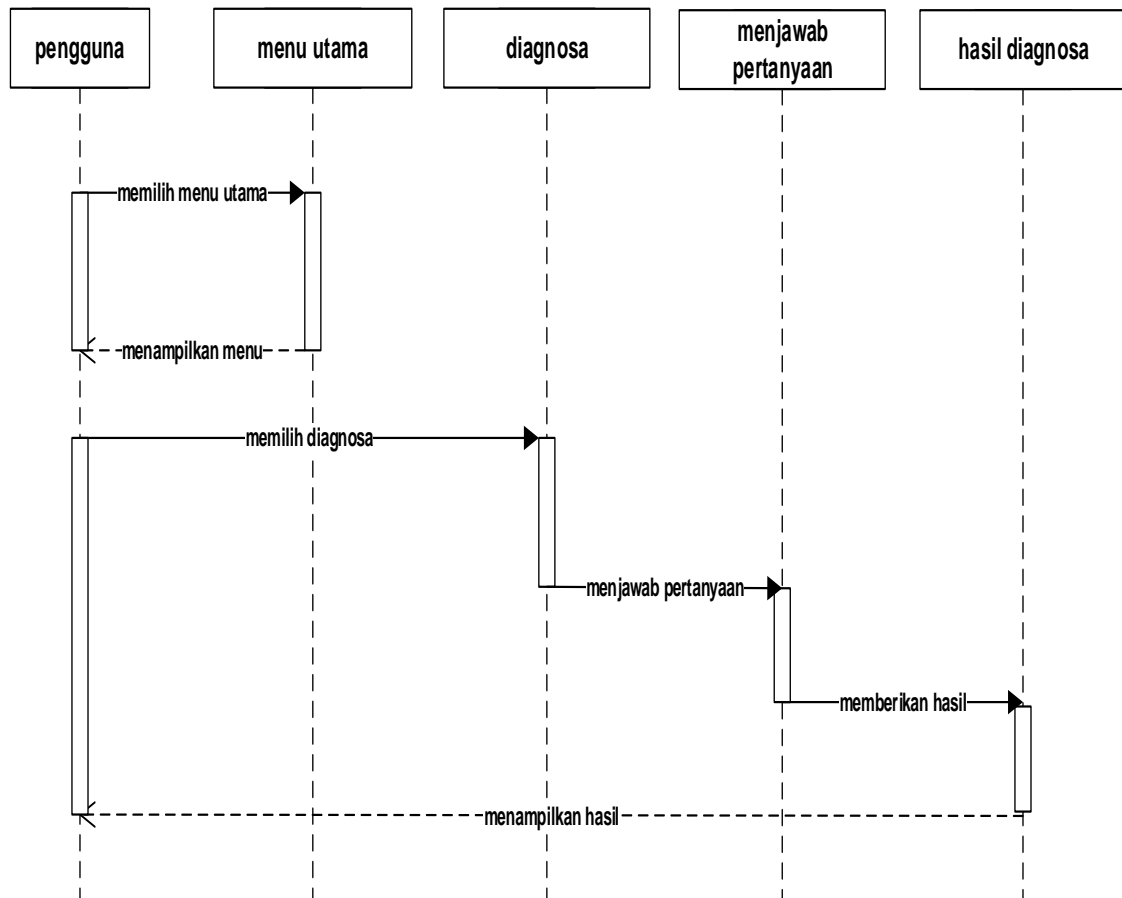 pengguna
menu utama
diagnosa
menjawab
pertanyaan
hasil diagnosa
memilih menu utama
menampilkan menu
memilih diagnosa
menjawab pertanyaan
memberikan hasil
menampilkan hasil